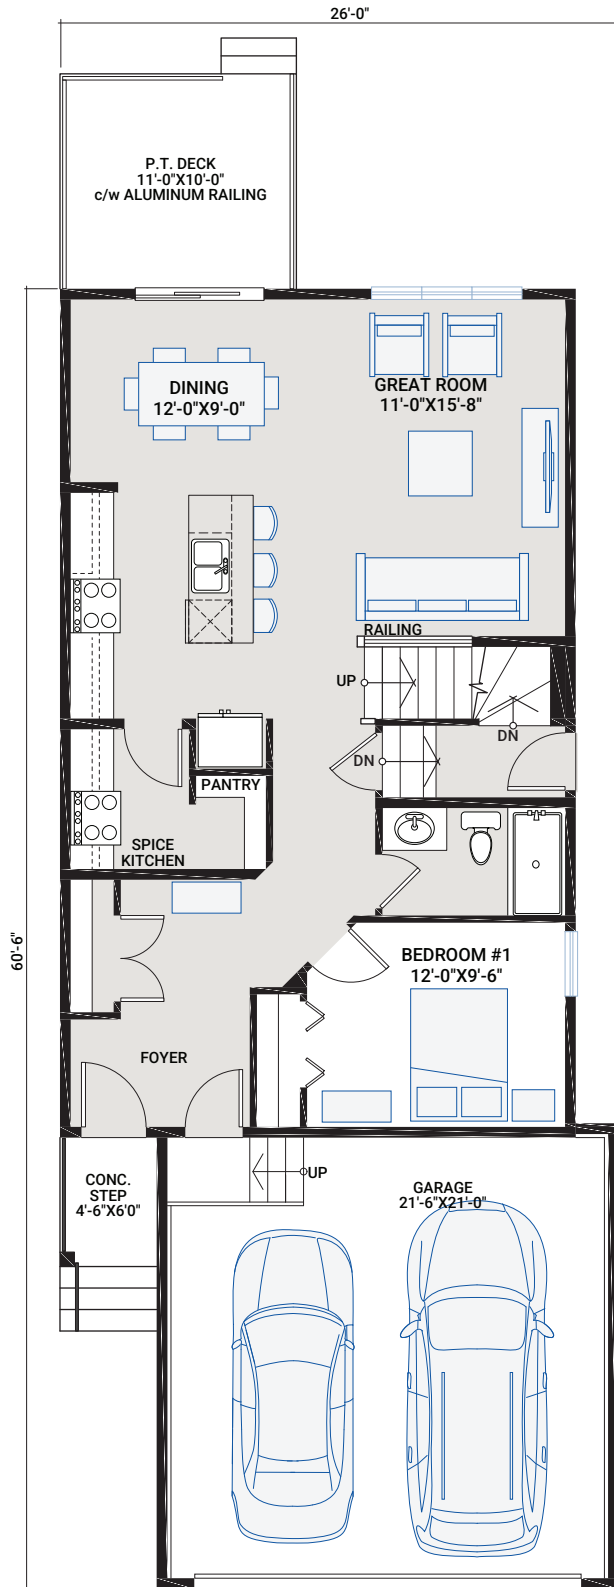 26'-0"
P.T. DECK
11'-0"X10'-0"
c/w ALUMINUM RAILING
DINING
12'-0"X9'-0"
GREAT ROOM
11'-0"X15'-8"
RAILING
UP
DN
DN
PANTRY
SPICE
KITCHEN
60'-6"
BEDROOM #1
12'-0"X9'-6"
FOYER
UP
CONC.
STEP
4'-6"X6'0"
GARAGE
21'-6"X21'-0"